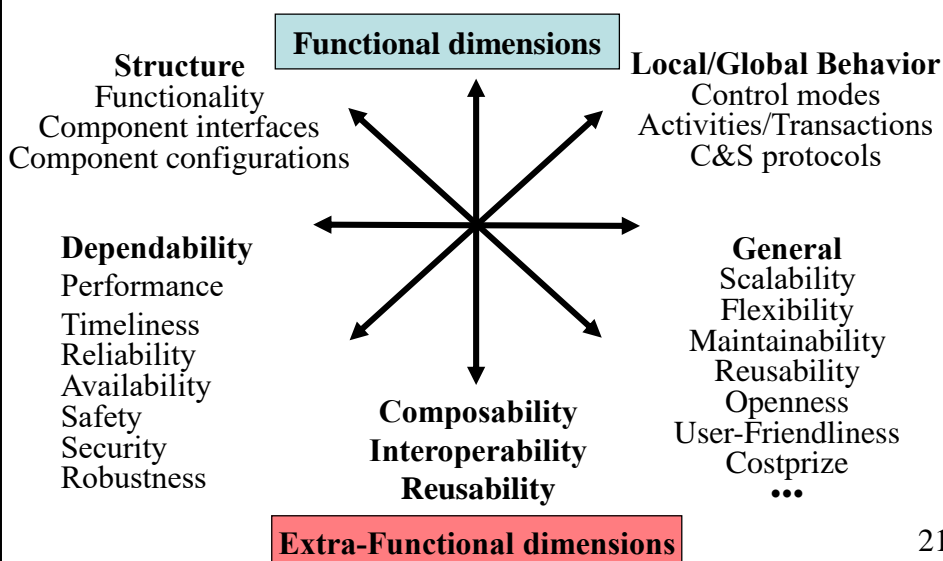 Functional dimensions
Structure
Functionality
Component interfaces
Component configurations
Local/Global Behavior
Control modes
Activities/Transactions
C&S protocols
Dependability
Performance
Timeliness
Reliability
Availability
Safety
Security
Robustness
Composability
Interoperability
Reusability
General
Scalability
Flexibility
Maintainability
Reusability
Openness
User-Friendliness
Costprize
•••
Extra-Functional dimensions
21